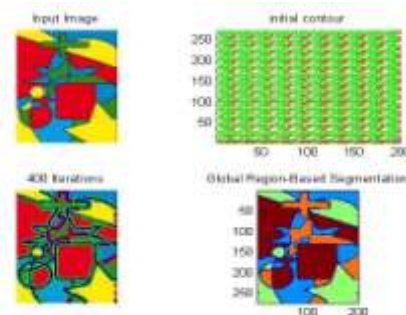 Input Image
initial contour
250
200
150
100
50
50 100 150 200
400 Iterations
Global Region-Based Segmentation
50
100
150
200
250
100 200